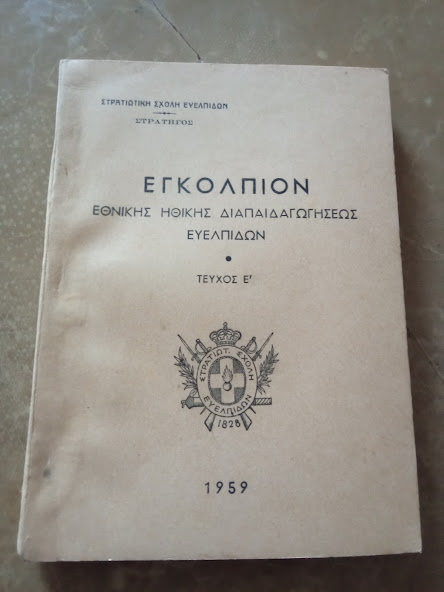 ΣΤΡΑΤΙΩΤΙΚΗ ΣΧΟΛΗ ΕΥΕΛΠΙΔΩΝ
ΣΤΡΑΤΗΓΟΣ
ΕΓΚΟΛΠΙΟΝ
ΕΘΝΙΚΗΣ ΗΘΙΚΗΣ ΔΙΑΠΑΙΔΑΓΩΓΗΣΕΩΣ
ΕΥΕΛΠΙΔΩΝ
ΤΕΥΧΟΣ Ε'
ΣΤΡΑΤΙΩΤ. ΣΧΟΛΗ
ΕΥΕΛΠΙΔΩΝ
1828
1959